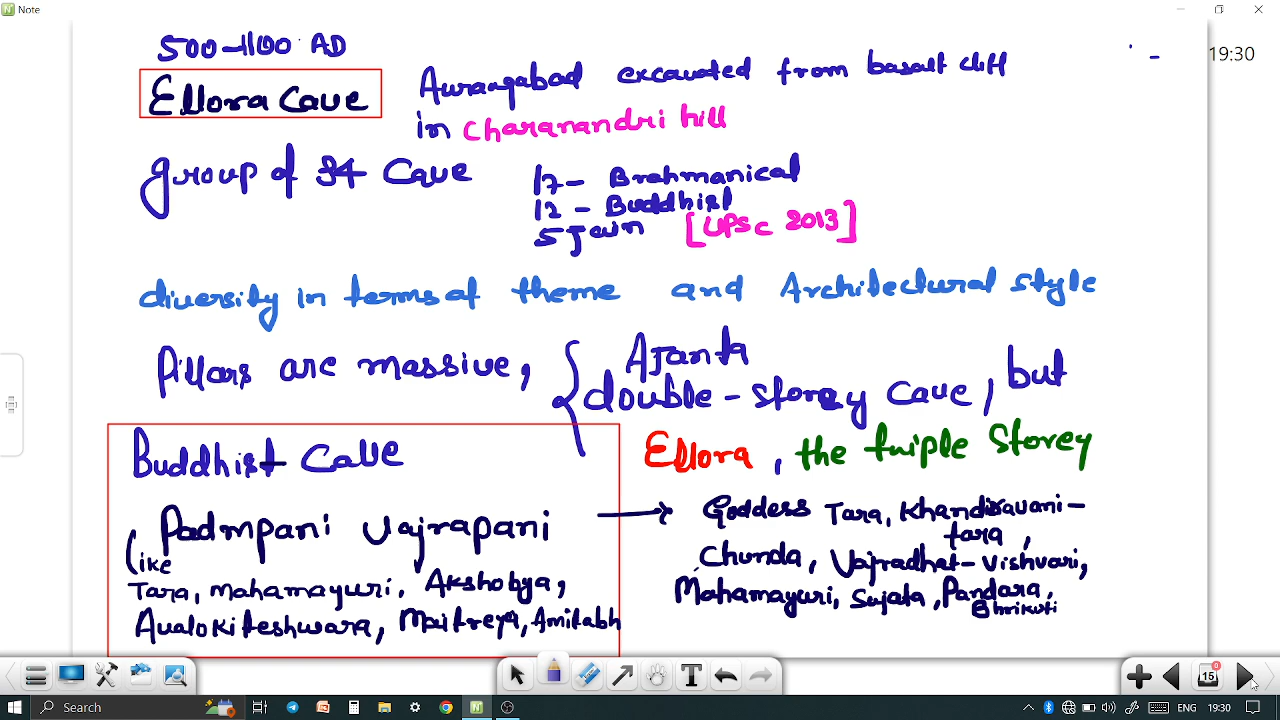 Note
19:30
500-1100 AD
Ellora Cave
Aurangabad excavated from basalt cliff
in Charanandri hill
group of 34 Cave
17 - Brahmanical
12 - Buddhist
5 Jain [UPSC 2013]
diversity in terms of theme and Architectural style
Pillars are massive,
Ajanta
double-storey cave, but
Ellora, the triple storey
Buddhist Cave
Padmpani Vajrapani
like
Tara, Mahamayuri, Akshobya,
Avalokiteshwara, Maitreya, Amitabh
Goddess Tara, Khandiravani-
tara,
Chunda, Vajradhat-Vishvari,
Mahamayuri, Sujata, Pandara,
Bhrikuti
T
0
15
Search
ENG 19:30